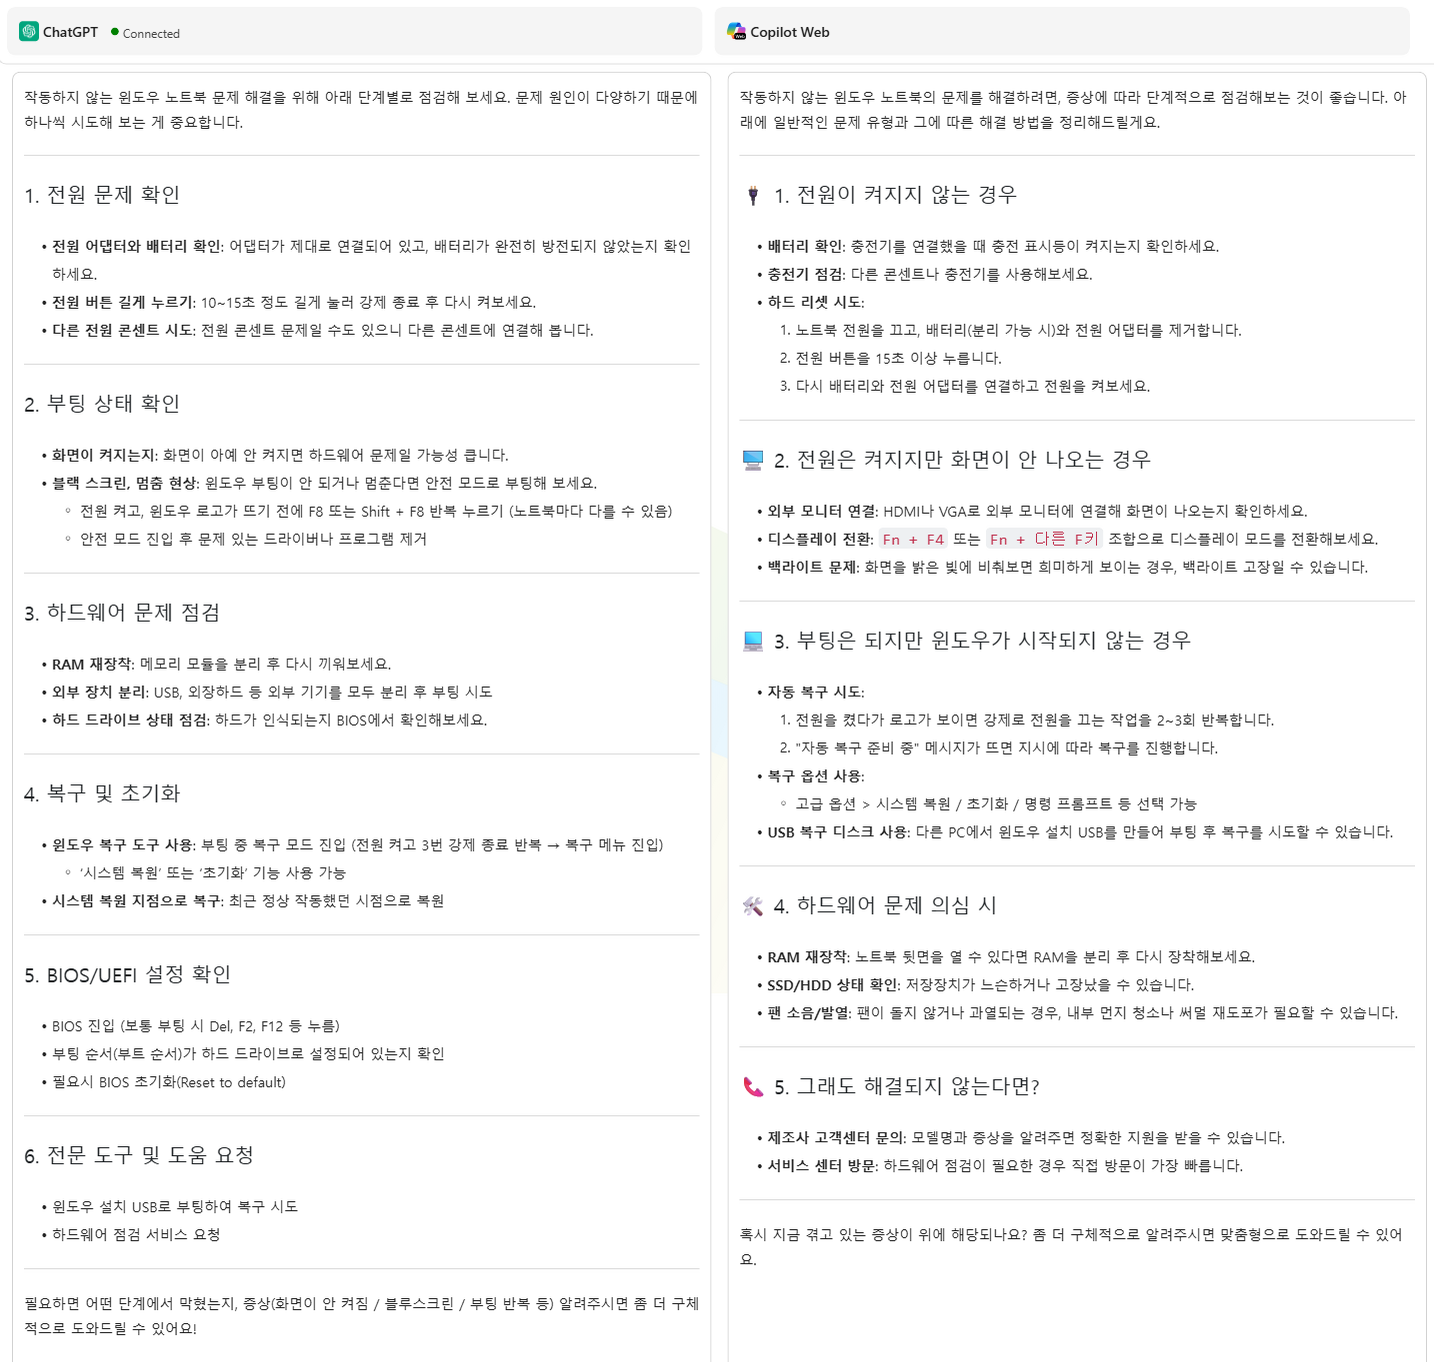 ChatGPT Connected
Copilot Web
작동하지 않는 윈도우 노트북 문제 해결을 위해 아래 단계별로 점검해 보세요. 문제 원인이 다양하기 때문에
하나씩 시도해 보는 게 중요합니다.
1. 전원 문제 확인
• 전원 어댑터와 배터리 확인: 어댑터가 제대로 연결되어 있고, 배터리가 완전히 방전되지 않았는지 확인
하세요.
• 전원 버튼 길게 누르기: 10~15초 정도 길게 눌러 강제 종료 후 다시 켜보세요.
• 다른 전원 콘센트 시도: 전원 콘센트 문제일 수도 있으니 다른 콘센트에 연결해 봅니다.
2. 부팅 상태 확인
• 화면이 켜지는지: 화면이 아예 안 켜지면 하드웨어 문제일 가능성 큽니다.
• 블랙 스크린, 멈춤 현상: 윈도우 부팅이 안 되거나 멈춘다면 안전 모드로 부팅해 보세요.
◦ 전원 켜고, 윈도우 로고가 뜨기 전에 F8 또는 Shift + F8 반복 누르기 (노트북마다 다를 수 있음)
◦ 안전 모드 진입 후 문제 있는 드라이버나 프로그램 제거
3. 하드웨어 문제 점검
• RAM 재장착: 메모리 모듈을 분리 후 다시 끼워보세요.
• 외부 장치 분리: USB, 외장하드 등 외부 기기를 모두 분리 후 부팅 시도
• 하드 드라이브 상태 점검: 하드가 인식되는지 BIOS에서 확인해보세요.
4. 복구 및 초기화
• 윈도우 복구 도구 사용: 부팅 중 복구 모드 진입 (전원 켜고 3번 강제 종료 반복 → 복구 메뉴 진입)
◦ ‘시스템 복원’ 또는 ‘초기화’ 기능 사용 가능
• 시스템 복원 지점으로 복구: 최근 정상 작동했던 시점으로 복원
5. BIOS/UEFI 설정 확인
• BIOS 진입 (보통 부팅 시 Del, F2, F12 등 누름)
• 부팅 순서(부트 순서)가 하드 드라이브로 설정되어 있는지 확인
• 필요시 BIOS 초기화(Reset to default)
6. 전문 도구 및 도움 요청
• 윈도우 설치 USB로 부팅하여 복구 시도
• 하드웨어 점검 서비스 요청
필요하면 어떤 단계에서 막혔는지, 증상(화면이 안 켜짐 / 블루스크린 / 부팅 반복 등) 알려주시면 좀 더 구체
적으로 도와드릴 수 있어요!
작동하지 않는 윈도우 노트북의 문제를 해결하려면, 증상에 따라 단계적으로 점검해보는 것이 좋습니다. 아
래에 일반적인 문제 유형과 그에 따른 해결 방법을 정리해드릴게요.
1. 전원이 켜지지 않는 경우
• 배터리 확인: 충전기를 연결했을 때 충전 표시등이 켜지는지 확인하세요.
• 충전기 점검: 다른 콘센트나 충전기를 사용해보세요.
• 하드 리셋 시도:
1. 노트북 전원을 끄고, 배터리(분리 가능 시)와 전원 어댑터를 제거합니다.
2. 전원 버튼을 15초 이상 누릅니다.
3. 다시 배터리와 전원 어댑터를 연결하고 전원을 켜보세요.
2. 전원은 켜지지만 화면이 안 나오는 경우
• 외부 모니터 연결: HDMI나 VGA로 외부 모니터에 연결해 화면이 나오는지 확인하세요.
• 디스플레이 전환: Fn + F4 또는 Fn + 다른 F키 조합으로 디스플레이 모드를 전환해보세요.
• 백라이트 문제: 화면을 밝은 빛에 비춰보면 희미하게 보이는 경우, 백라이트 고장일 수 있습니다.
3. 부팅은 되지만 윈도우가 시작되지 않는 경우
• 자동 복구 시도:
1. 전원을 켰다가 로고가 보이면 강제로 전원을 끄는 작업을 2~3회 반복합니다.
2. "자동 복구 준비 중" 메시지가 뜨면 지시에 따라 복구를 진행합니다.
• 복구 옵션 사용:
◦ 고급 옵션 > 시스템 복원 / 초기화 / 명령 프롬프트 등 선택 가능
• USB 복구 디스크 사용: 다른 PC에서 윈도우 설치 USB를 만들어 부팅 후 복구를 시도할 수 있습니다.
4. 하드웨어 문제 의심 시
• RAM 재장착: 노트북 뒷면을 열 수 있다면 RAM을 분리 후 다시 장착해보세요.
• SSD/HDD 상태 확인: 저장장치가 느슨하거나 고장났을 수 있습니다.
• 팬 소음/발열: 팬이 돌지 않거나 과열되는 경우, 내부 먼지 청소나 써멀 재도포가 필요할 수 있습니다.
5. 그래도 해결되지 않는다면?
• 제조사 고객센터 문의: 모델명과 증상을 알려주면 정확한 지원을 받을 수 있습니다.
• 서비스 센터 방문: 하드웨어 점검이 필요한 경우 직접 방문이 가장 빠릅니다.
혹시 지금 겪고 있는 증상이 위에 해당되나요? 좀 더 구체적으로 알려주시면 맞춤형으로 도와드릴 수 있어
요.